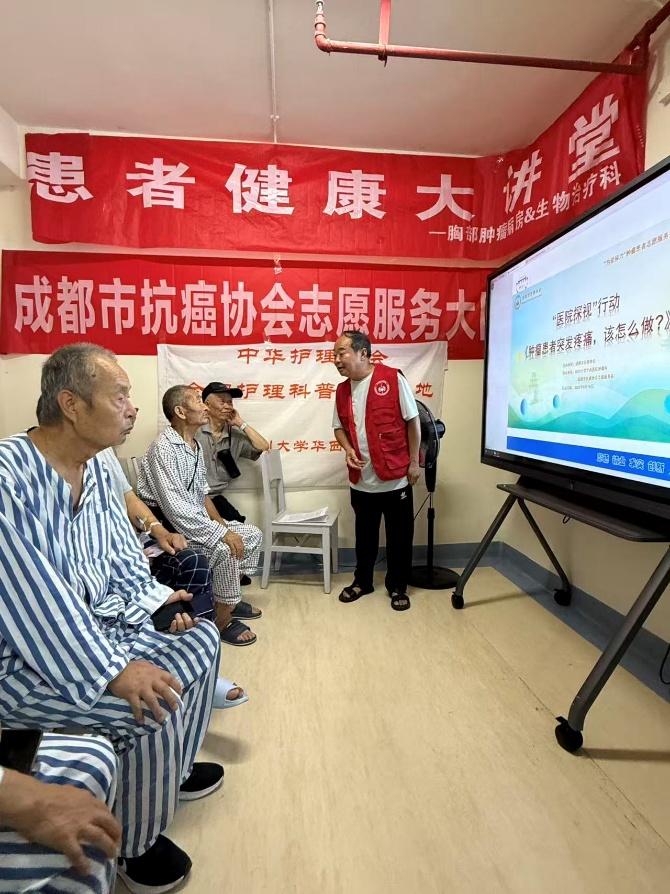 患者健康大讲堂
—胸部肿瘤病房&生物治疗科
成都市抗癌协会志愿服务大
中华护理 会
全 护理科普 地
川大学华西
"医院探视"行动
《肿瘤患者突发疼痛，该怎么做?》